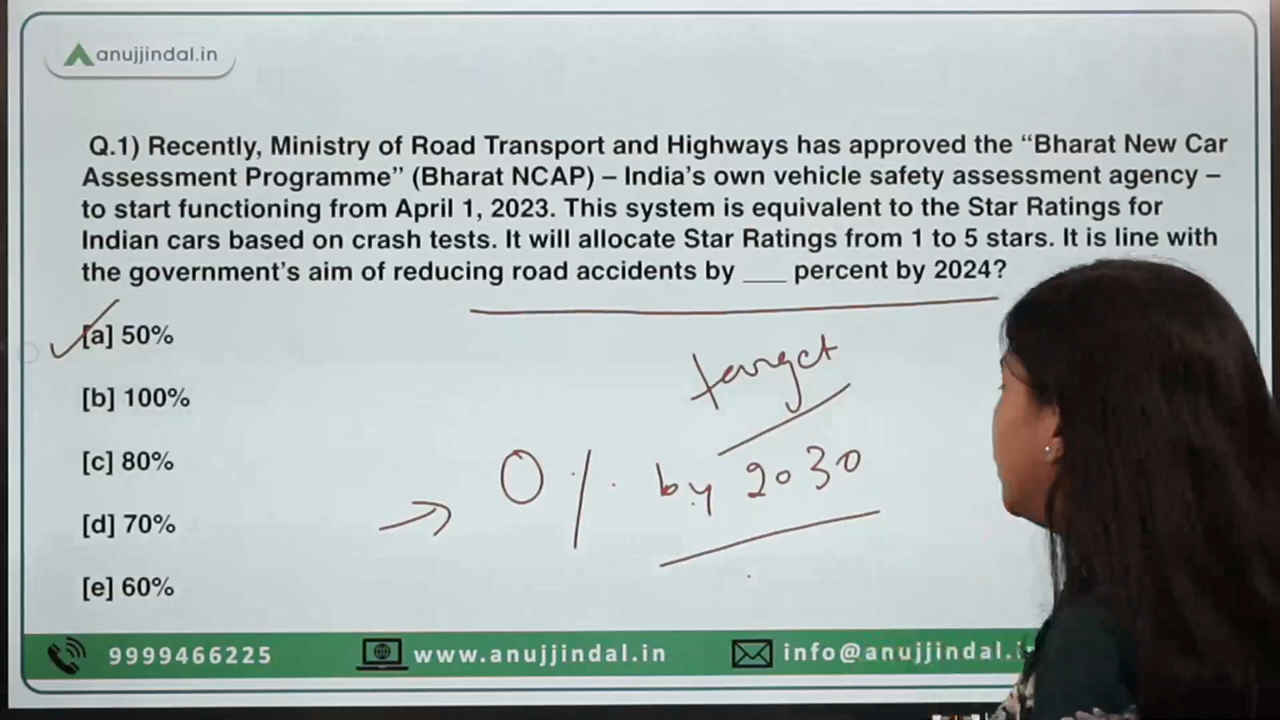 anujjindal.in
Q.1) Recently, Ministry of Road Transport and Highways has approved the “Bharat New Car
Assessment Programme” (Bharat NCAP) – India’s own vehicle safety assessment agency –
to start functioning from April 1, 2023. This system is equivalent to the Star Ratings for
Indian cars based on crash tests. It will allocate Star Ratings from 1 to 5 stars. It is line with
the government’s aim of reducing road accidents by ___ percent by 2024?
[a] 50%
target
[b] 100%
[c] 80%
0 % by 2030
[d] 70%
[e] 60%
9999466225
www.anujjindal.in
info@anujjindal.i